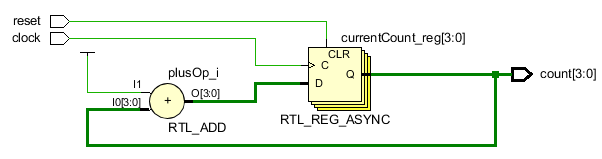 reset
clock
currentCount_reg[3:0]
CLR
C
D
Q
count[3:0]
plusOp_i
I1
I0[3:0]
+
O[3:0]
RTL_ADD
RTL_REG_ASYNC